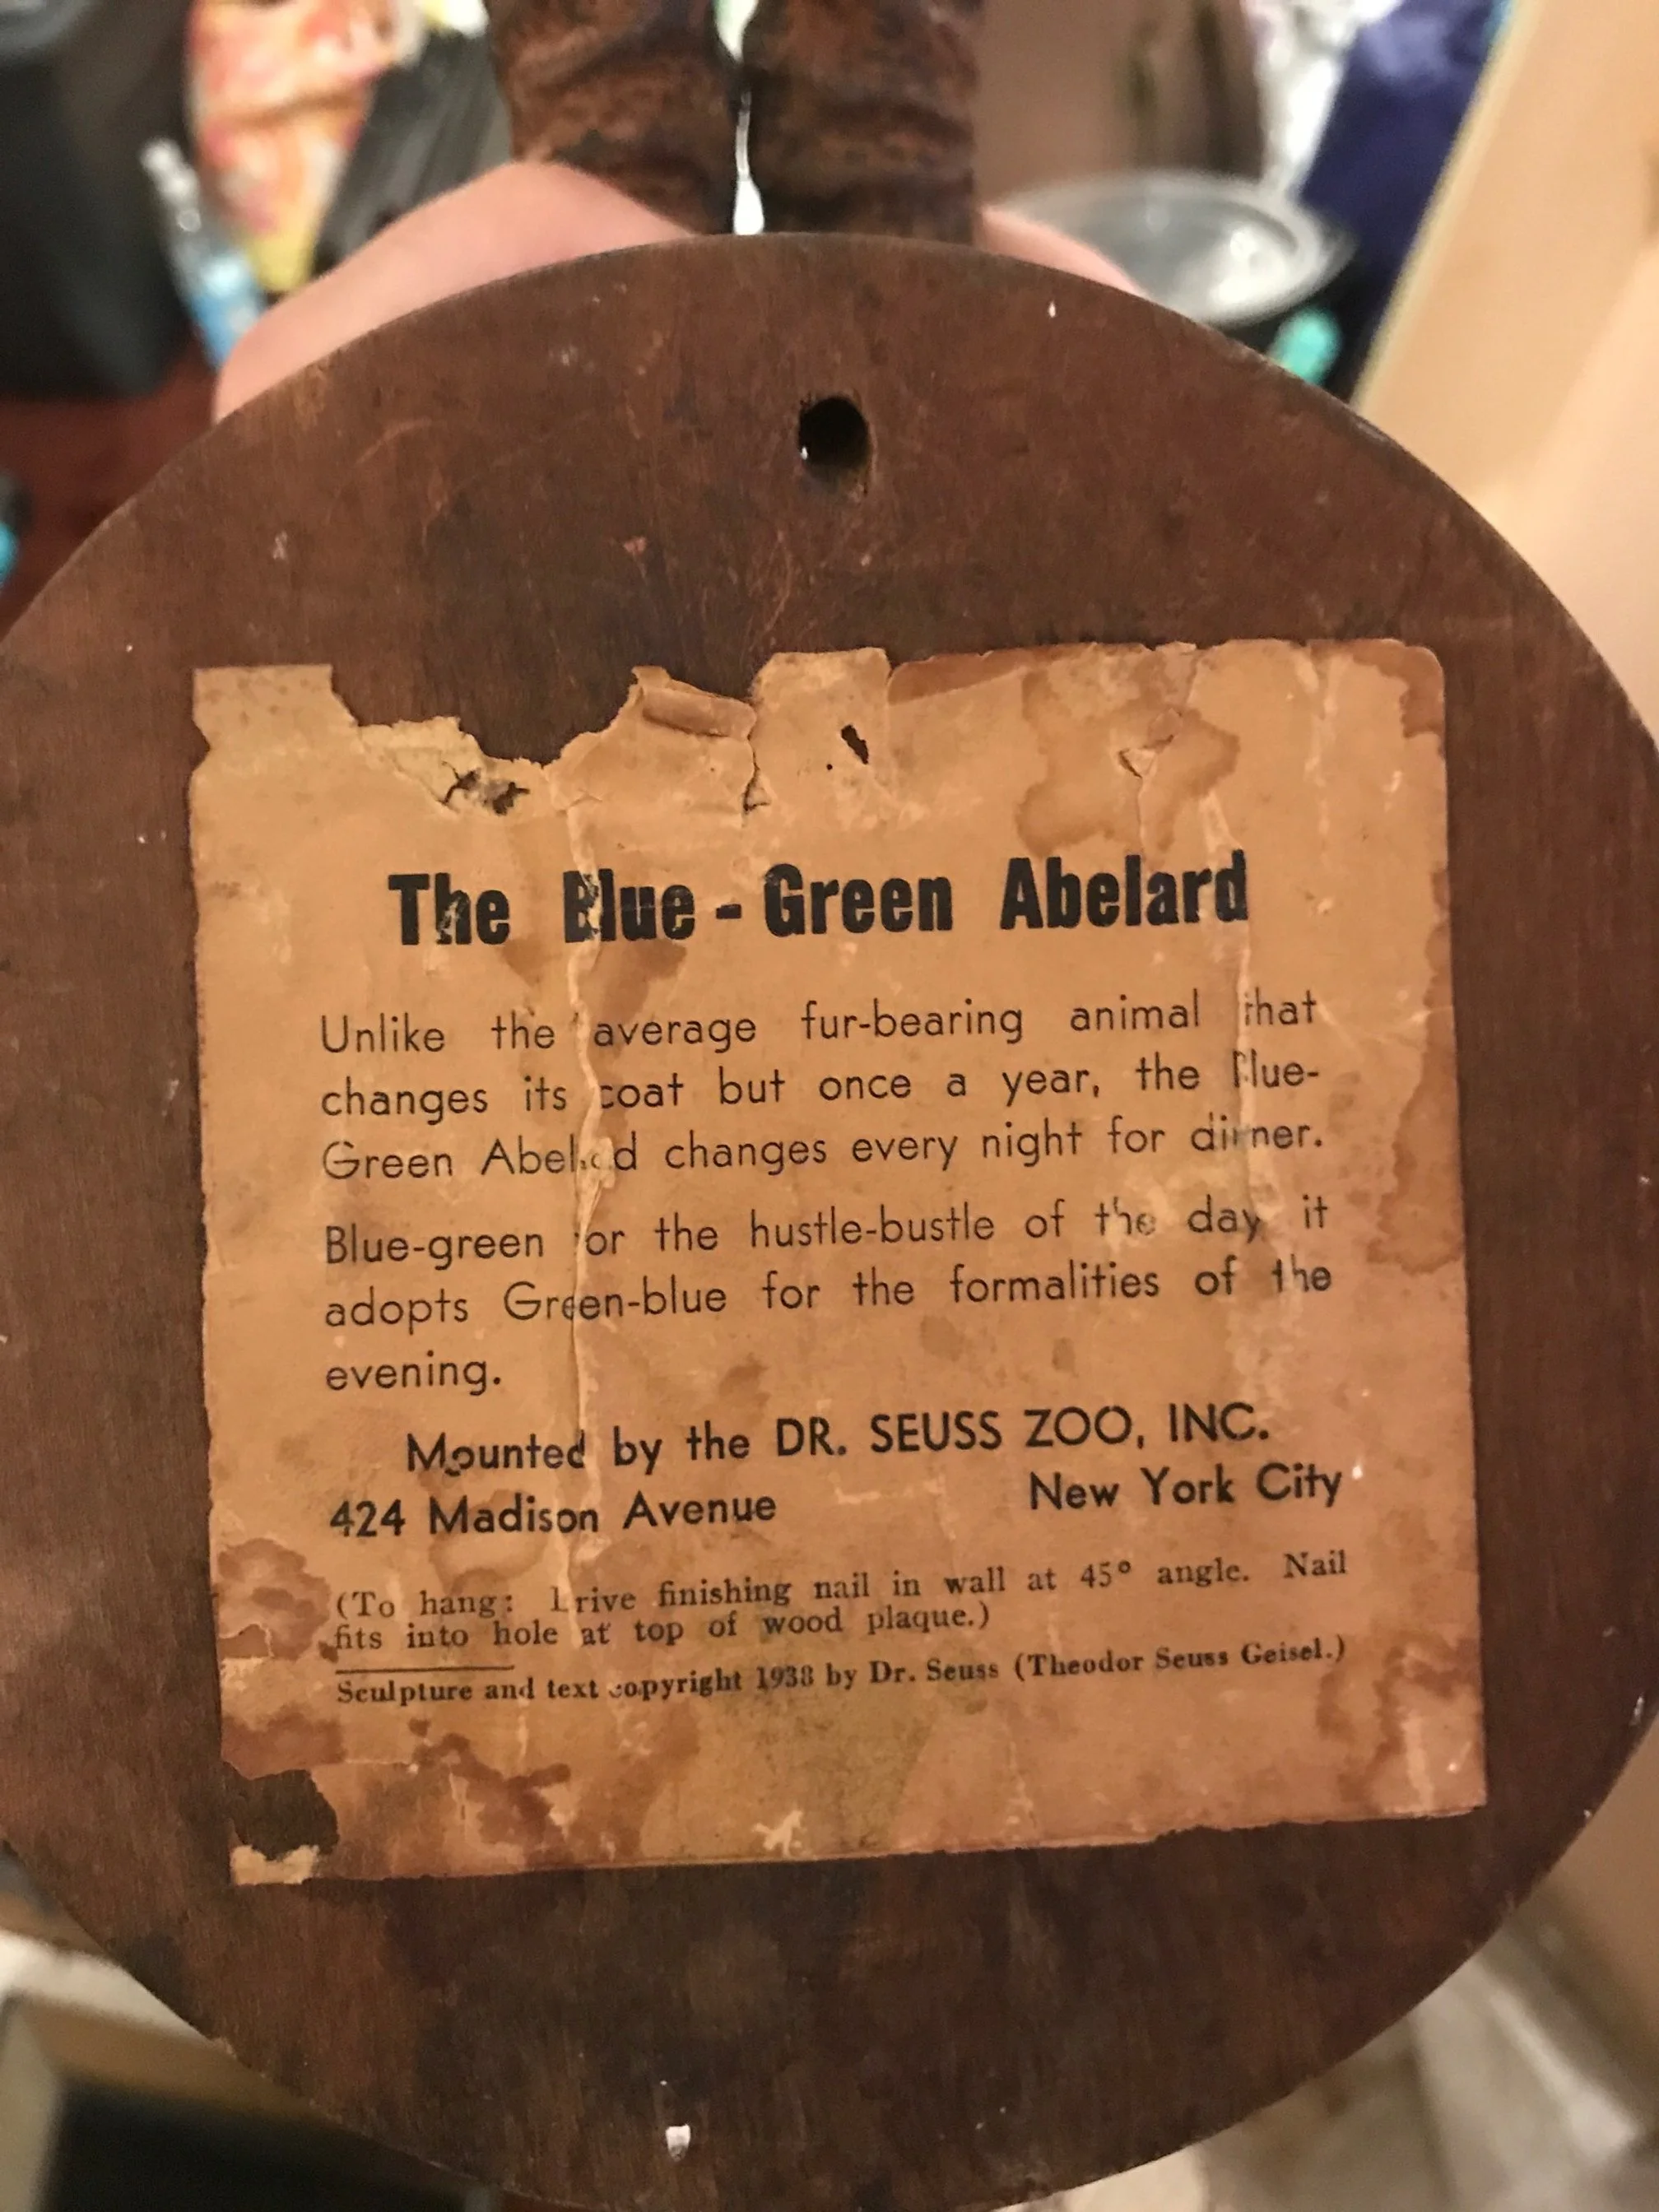 The Blue - Green Abelard
Unlike the average fur-bearing animal that
changes its coat but once a year, the Blue-
Green Abelard changes every night for dinner.
Blue-green for the hustle-bustle of the day it
adopts Green-blue for the formalities of the
evening.
Mounted by the DR. SEUSS ZOO, INC.
424 Madison Avenue New York City
(To hang: Drive finishing nail in wall at 45° angle. Nail
fits into hole at top of wood plaque.)
Sculpture and text copyright 1938 by Dr. Seuss (Theodor Seuss Geisel.)